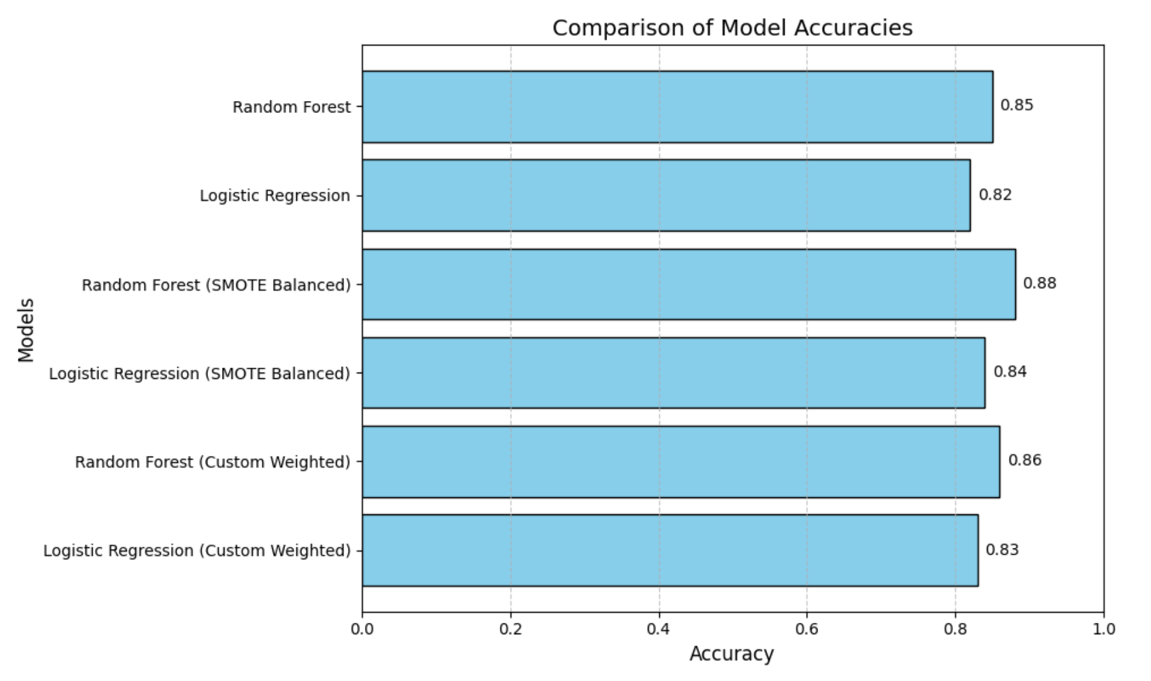 Comparison of Model Accuracies
Random Forest 0.85
Logistic Regression 0.82
Random Forest (SMOTE Balanced) 0.88
Models
Logistic Regression (SMOTE Balanced) 0.84
Random Forest (Custom Weighted) 0.86
Logistic Regression (Custom Weighted) 0.83
0.0 0.2 0.4 0.6 0.8 1.0
Accuracy